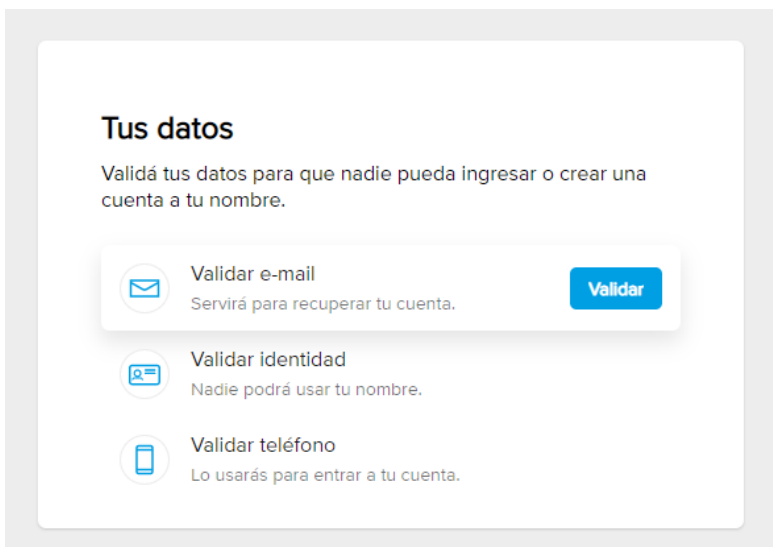 Tus datos
Validá tus datos para que nadie pueda ingresar o crear una
cuenta a tu nombre.
Validar e-mail
Servirá para recuperar tu cuenta.
Validar
Validar identidad
Nadie podrá usar tu nombre.
Validar teléfono
Lo usarás para entrar a tu cuenta.